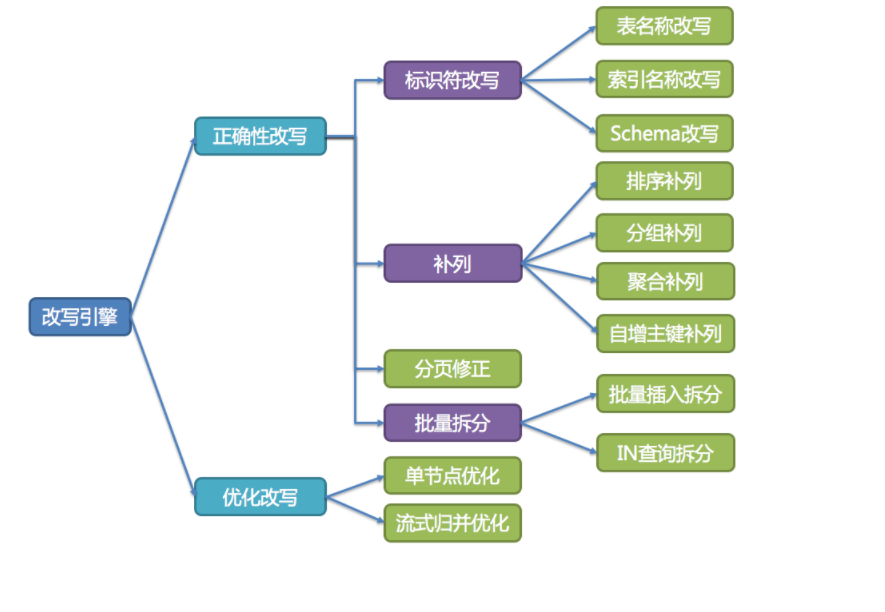 改写引擎
正确性改写
标识符改写
表名称改写
索引名称改写
Schema改写
补列
排序补列
分组补列
聚合补列
自增主键补列
分页修正
批量拆分
批量插入拆分
IN查询拆分
优化改写
单节点优化
流式归并优化